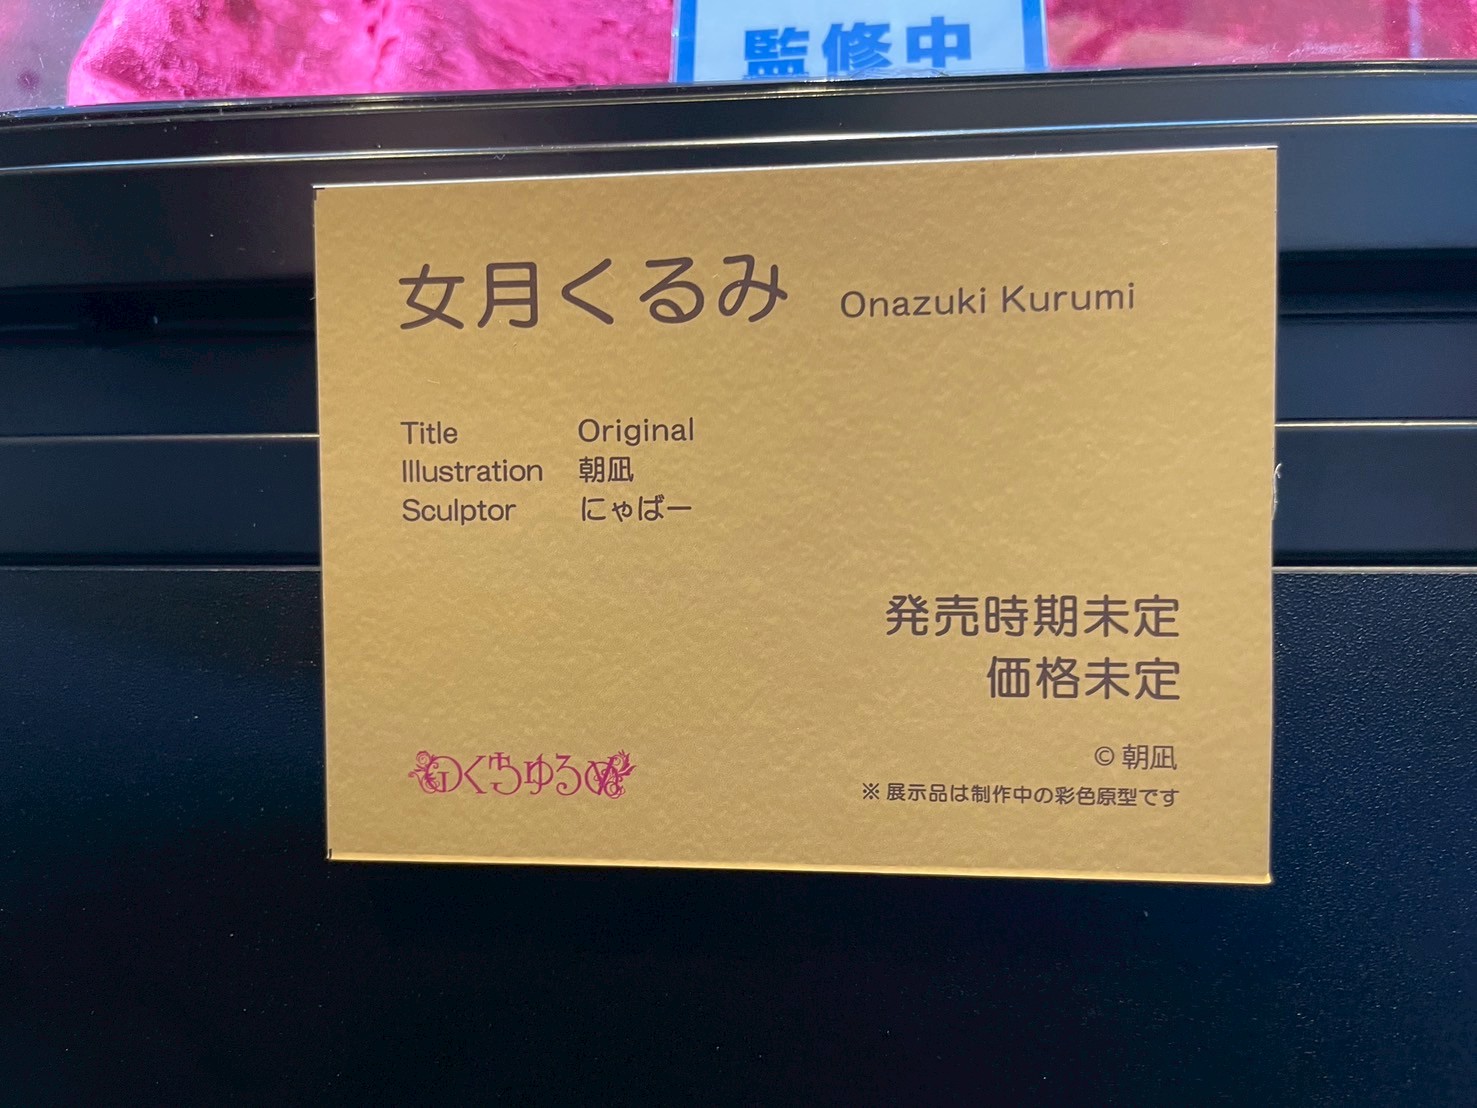 監修中
女月くるみ Onazuki Kurumi
Title Original
Illustration 朝凪
Sculptor にゃばー
発売時期未定
価格未定
© 朝凪
※ 展示品は制作中の彩色原型です